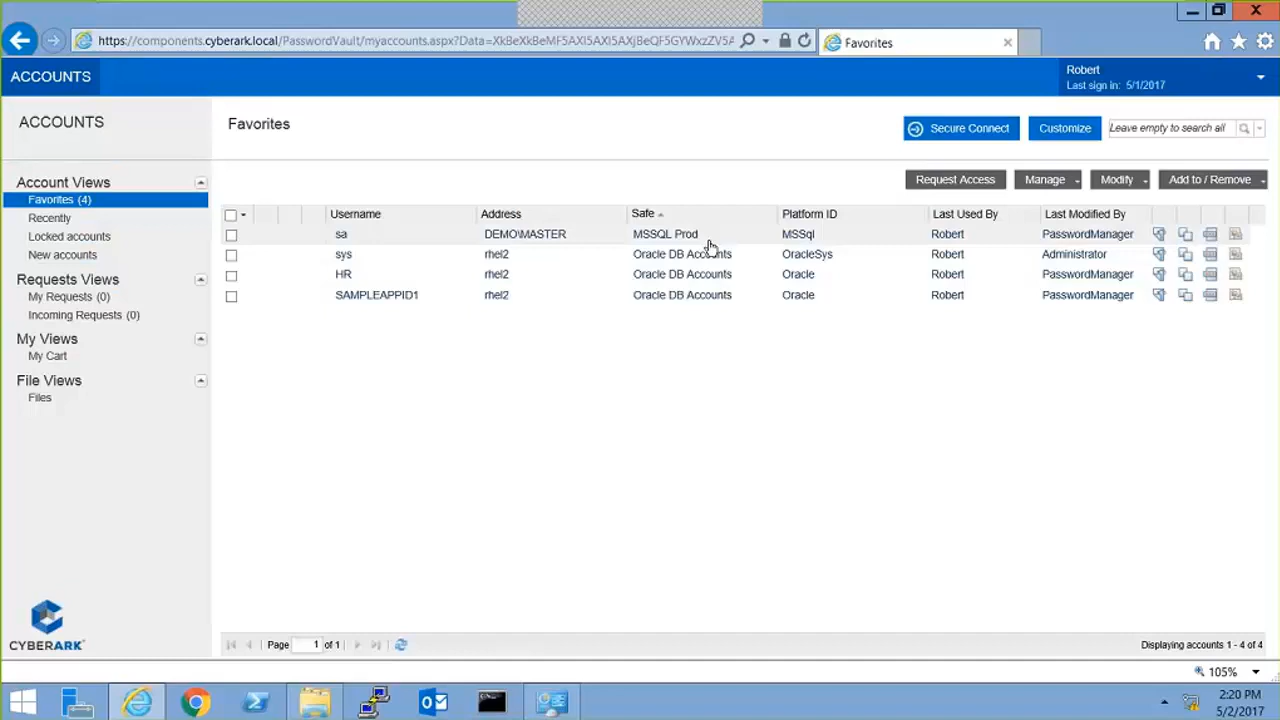 https://components.cyberark.local/PasswordVault/myaccounts.aspx?Data=
Favorites
ACCOUNTS
Robert
Last sign in: 5/1/2017
ACCOUNTS
Favorites
Secure Connect
Customize
Leave empty to search all
Account Views
Favorites (4)
Recently
Locked accounts
New accounts
Requests Views
My Requests (0)
Incoming Requests (0)
My Views
My Cart
File Views
Files
Request Access
Manage
Modify
Add to / Remove
Username Address Safe Platform ID Last Used By Last Modified By
sa DEMO\MASTER MSSQL Prod MSSql Robert PasswordManager
sys rhel2 Oracle DB Accounts OracleSys Robert Administrator
HR rhel2 Oracle DB Accounts Oracle Robert PasswordManager
SAMPLEAPPID1 rhel2 Oracle DB Accounts Oracle Robert PasswordManager
CYBERARK
Page 1 of 1
Displaying accounts 1 - 4 of 4
105%
2:20 PM
5/2/2017